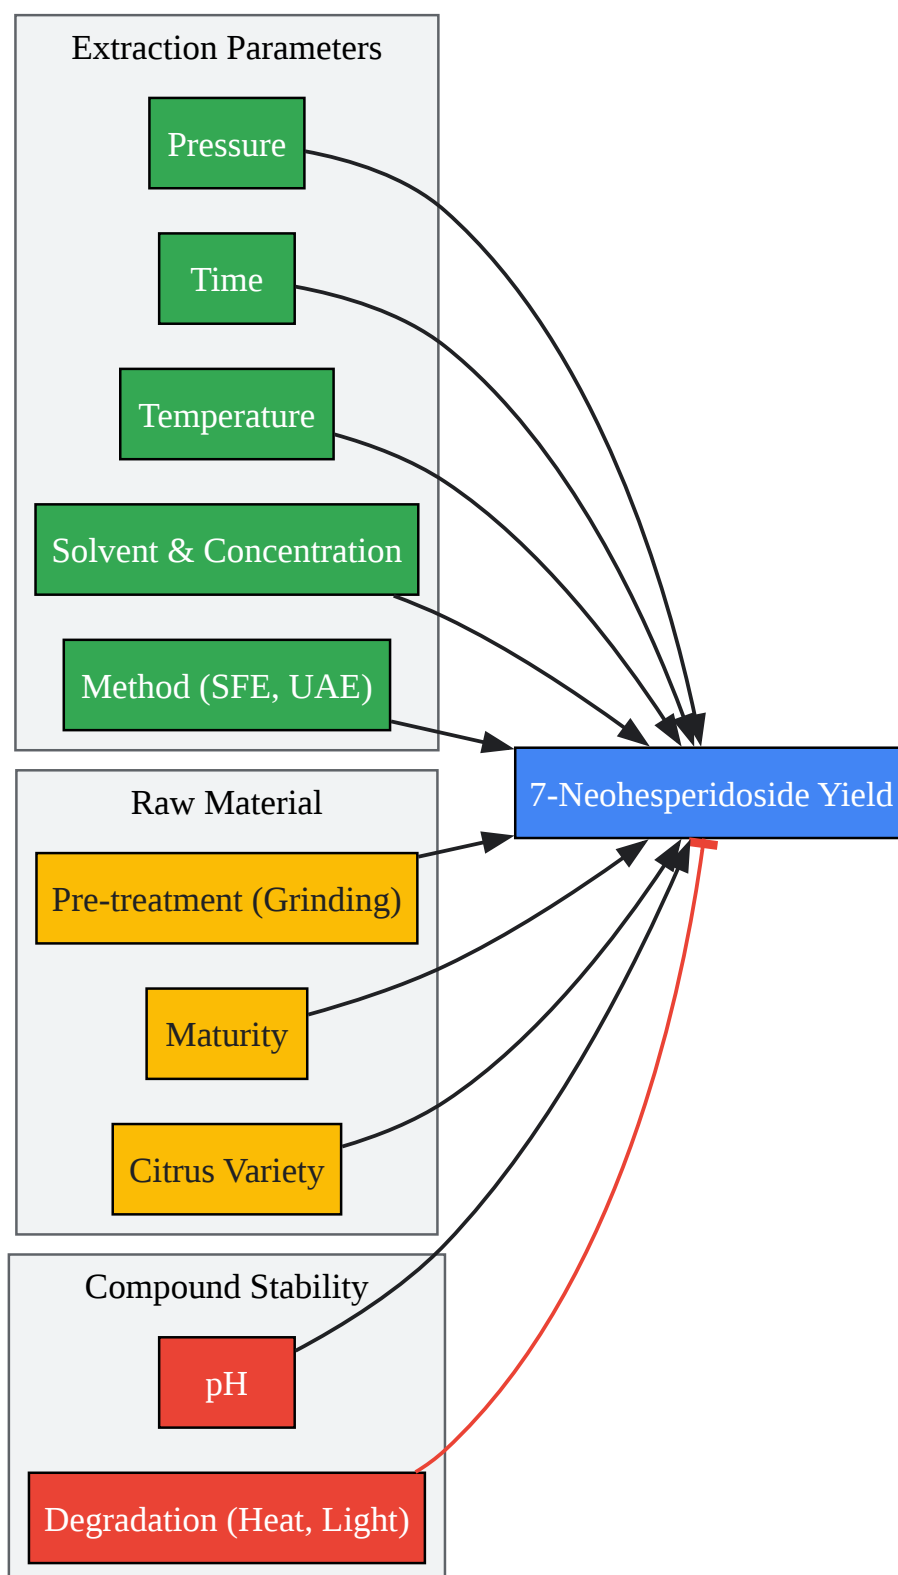 Extraction Parameters
Pressure
Time
Temperature
Solvent & Concentration
Method (SFE, UAE)
7-Neohesperidoside Yield
Raw Material
Pre-treatment (Grinding)
Maturity
Citrus Variety
Compound Stability
pH
Degradation (Heat, Light)